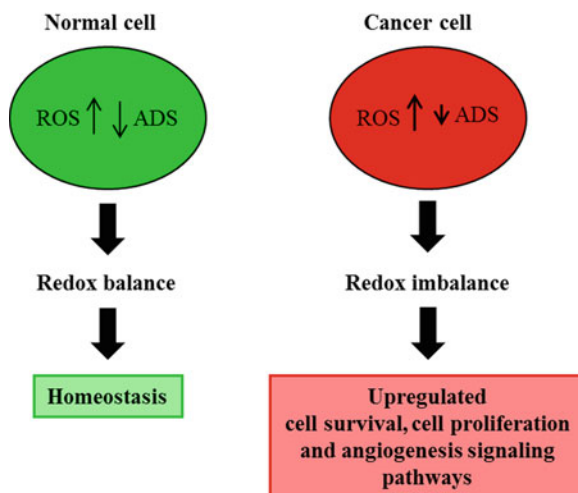 Normal cell
ROS ADS
Redox balance
Homeostasis
Cancer cell
ROS ADS
Redox imbalance
Upregulated
cell survival, cell proliferation
and angiogenesis signaling
pathways